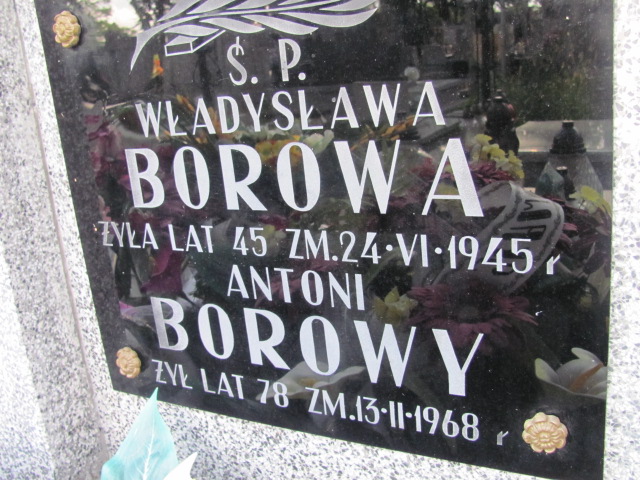 Ś. P.
WŁADYSŁAWA
BOROWA
ŻYŁA LAT 45 ZM.24·VI·1945 r
ANTONI
BOROWY
ŻYŁ LAT 78 ZM.13·II·1968 r